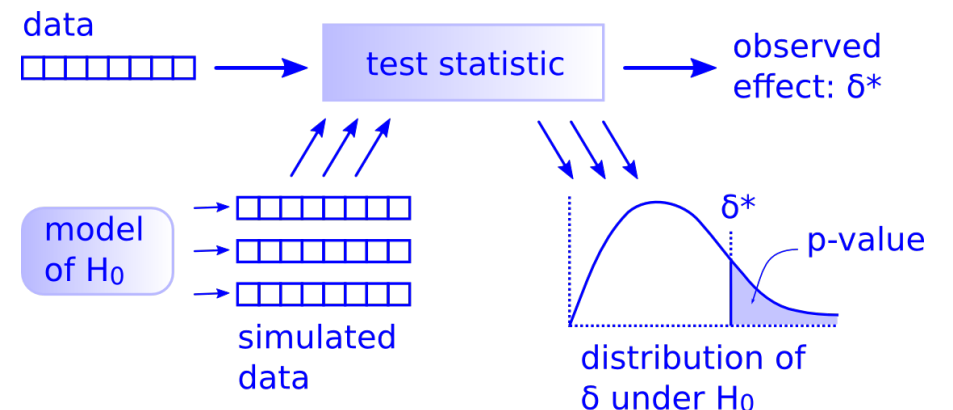 data
test statistic
observed
effect: δ*
model
of H₀
simulated
data
δ*
p-value
distribution of
δ under H₀